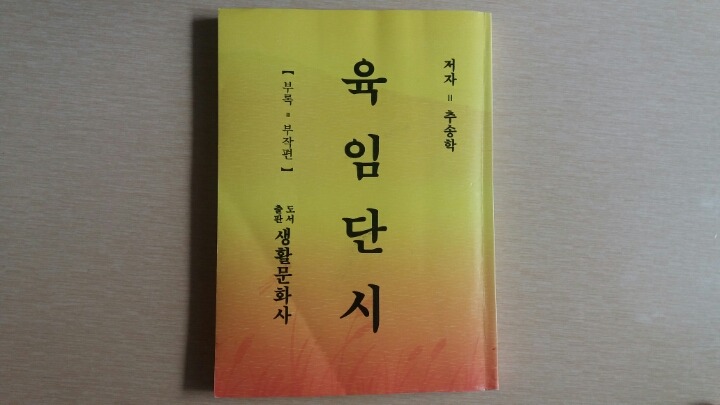 저자 = 추송학
육임단시
【 부록 = 부작편 】
도서
출판
생활문화사